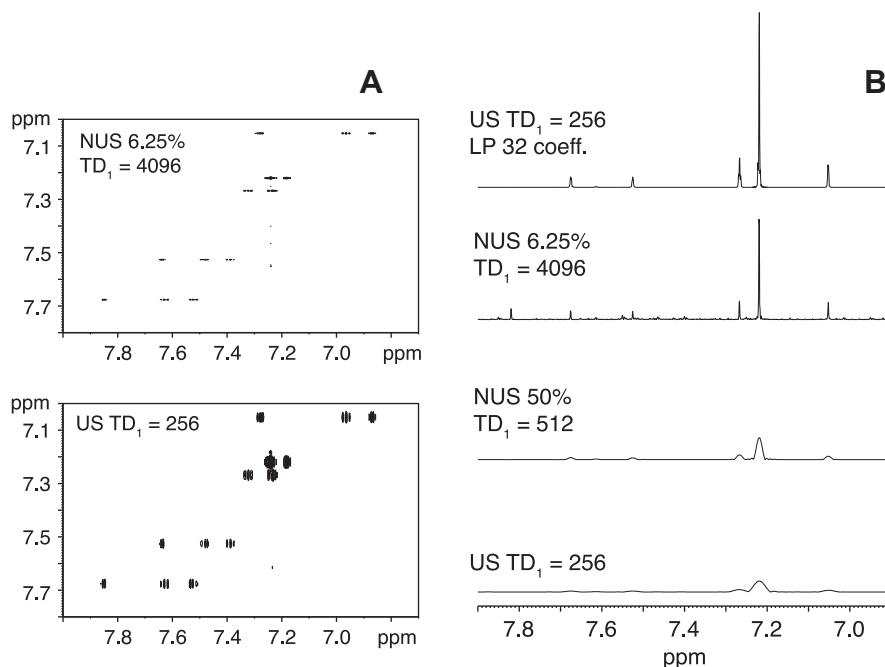 A
ppm
7.1
7.3
7.5
7.7
NUS 6.25%
TD₁ = 4096
7.8 7.6 7.4 7.2 7.0 ppm
ppm
7.1
7.3
7.5
7.7
US TD₁ = 256
7.8 7.6 7.4 7.2 7.0 ppm
B
US TD₁ = 256
LP 32 coeff.
NUS 6.25%
TD₁ = 4096
NUS 50%
TD₁ = 512
US TD₁ = 256
7.8 7.6 7.4 7.2 7.0
ppm